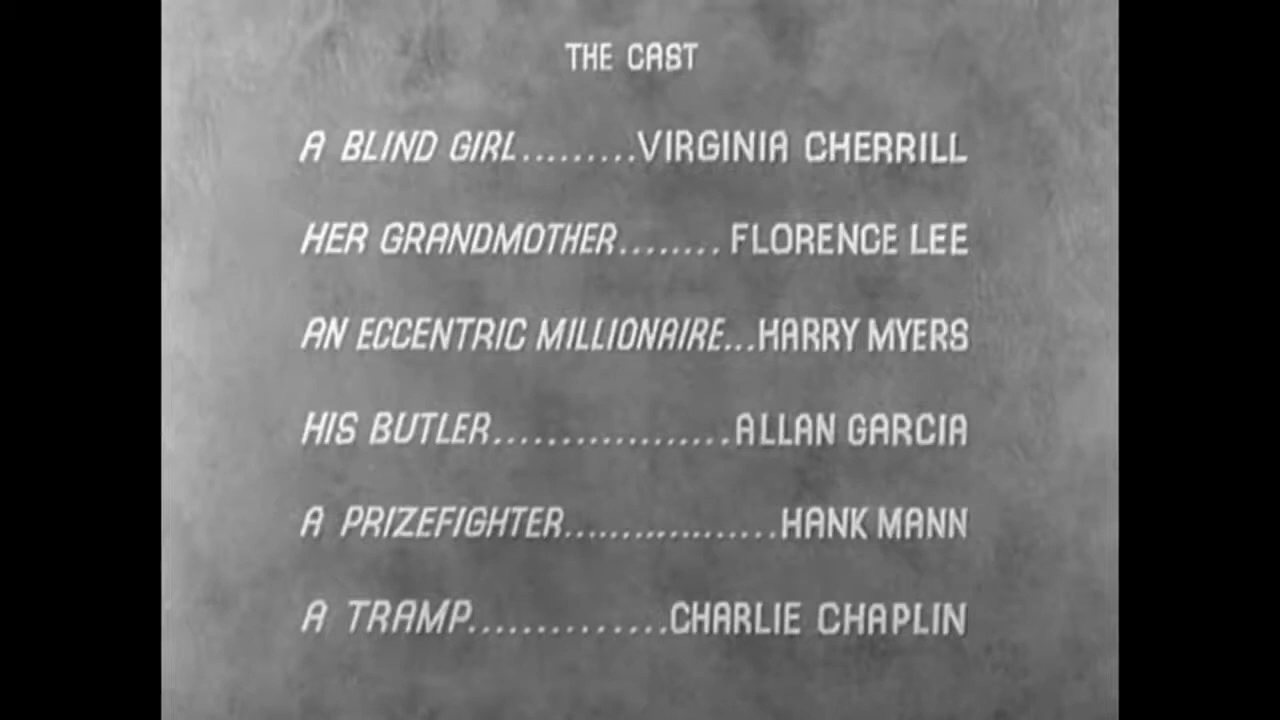 THE CAST
A BLIND GIRL.........VIRGINIA CHERRILL
HER GRANDMOTHER........ FLORENCE LEE
AN ECCENTRIC MILLIONAIRE...HARRY MYERS
HIS BUTLER..................ALLAN GARCIA
A PRIZEFIGHTER................HANK MANN
A TRAMP...............CHARLIE CHAPLIN